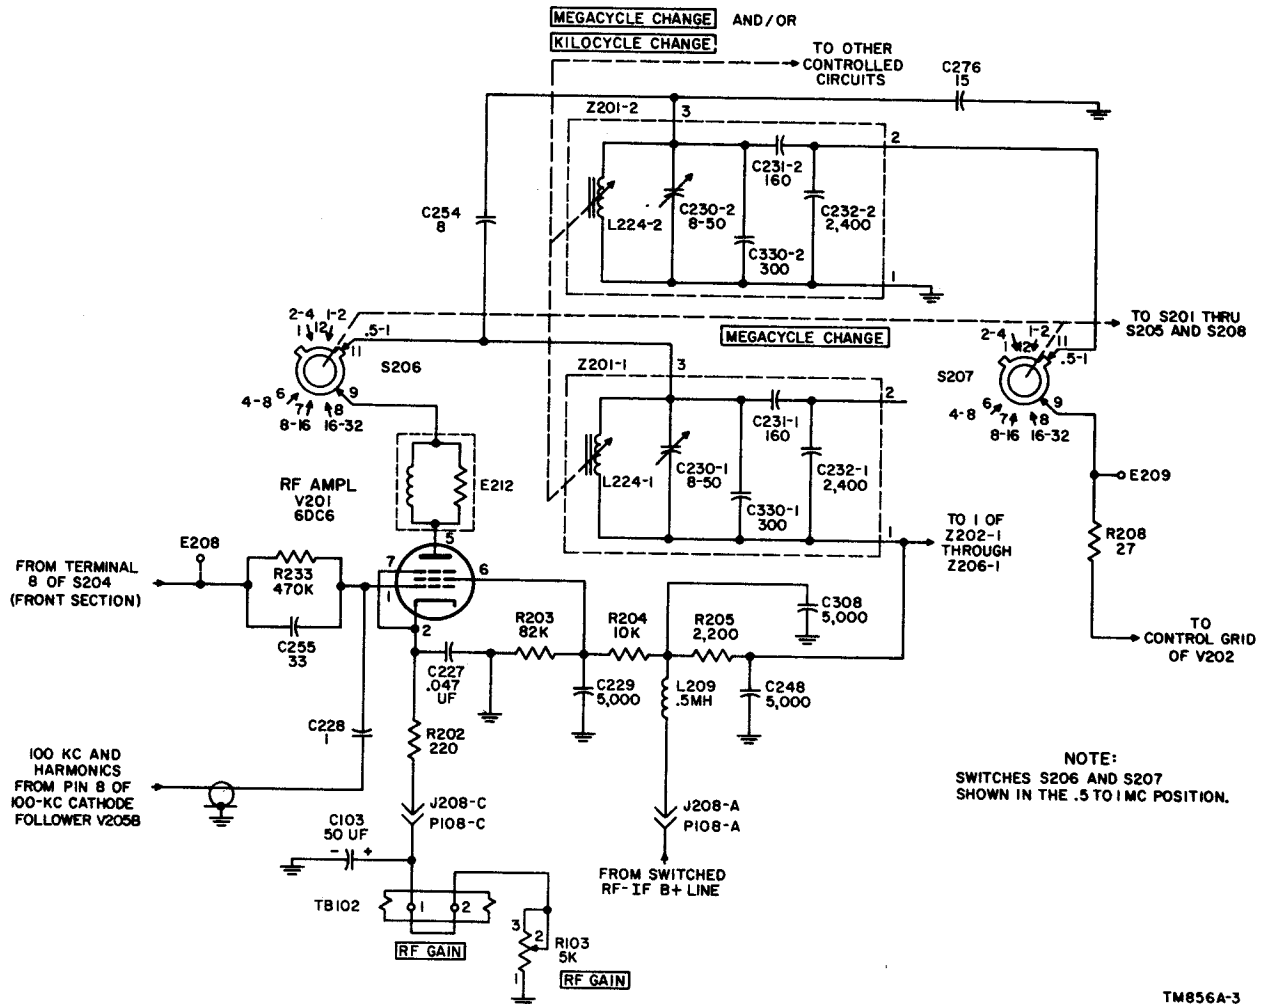 MEGACYCLE CHANGE AND/OR
KILOCYCLE CHANGE
TO OTHER
CONTROLLED
CIRCUITS
C276
15
Z201-2
3
2
C231-2
160
C254
8
L224-2
C230-2
8-50
C232-2
2,400
C330-2
300
1
2-4
1-2
1
12
.5-1
11
S206
9
6
4-8
7
8
8-16
16-32
MEGACYCLE CHANGE
TO S201 THRU
S205 AND S208
2-4
1-2
1
12
11
.5-1
S207
9
6
4-8
7
8
8-16
16-32
Z201-1
3
2
C231-1
160
L224-1
C230-1
8-50
C232-1
2,400
C330-1
300
1
E209
RF AMPL
V201
6DC6
E212
5
7
6
1
2
TO 1 OF
Z202-1
THROUGH
Z206-1
R208
27
E208
FROM TERMINAL
8 OF S204
(FRONT SECTION)
R233
470K
C255
33
R203
82K
R204
10K
R205
2,200
C308
5,000
TO
CONTROL GRID
OF V202
C227
.047
UF
C229
5,000
L209
.5MH
C248
5,000
C228
1
R202
220
100 KC AND
HARMONICS
FROM PIN 8 OF
100-KC CATHODE
FOLLOWER V205B
NOTE:
SWITCHES S206 AND S207
SHOWN IN THE .5 TO 1 MC POSITION.
J208-C
P108-C
J208-A
P108-A
C103
50 UF
- +
FROM SWITCHED
RF-IF B+ LINE
TB102
1
2
RF GAIN
3
2
1
R103
5K
RF GAIN
TM856A-3